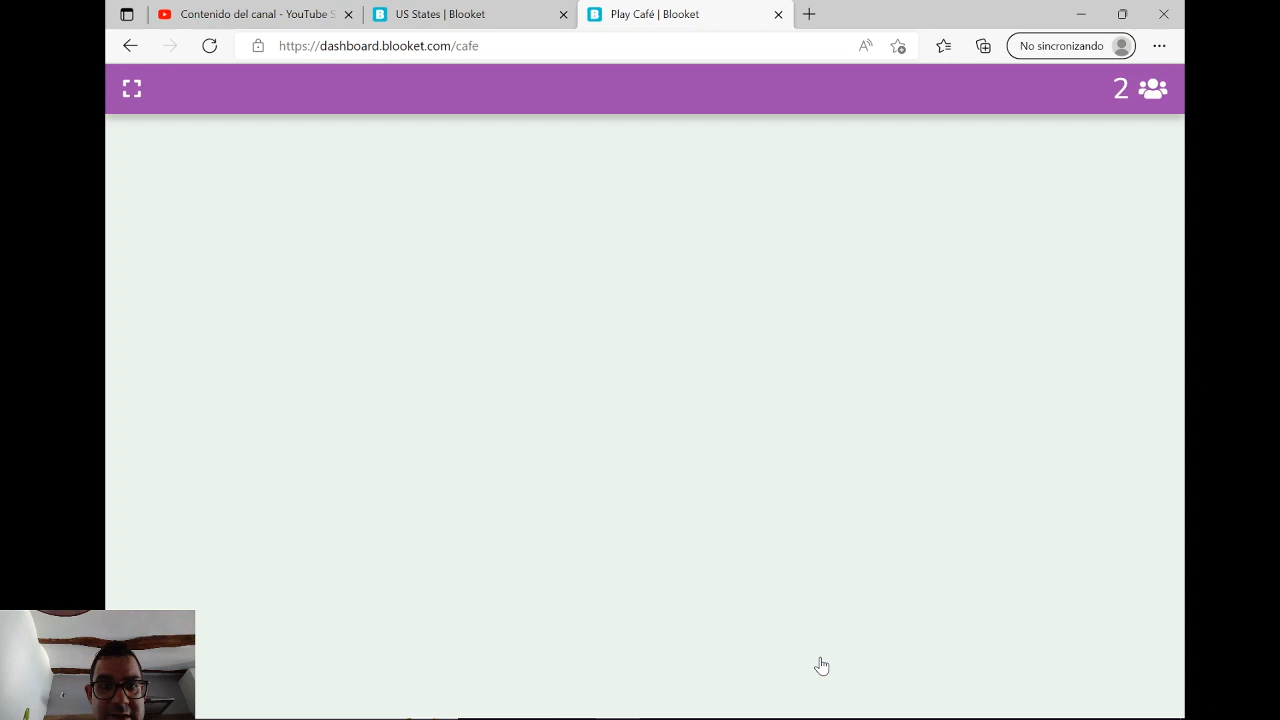 Contenido del canal - YouTube S
US States | Blooket
Play Café | Blooket
https://dashboard.blooket.com/cafe
No sincronizando
2